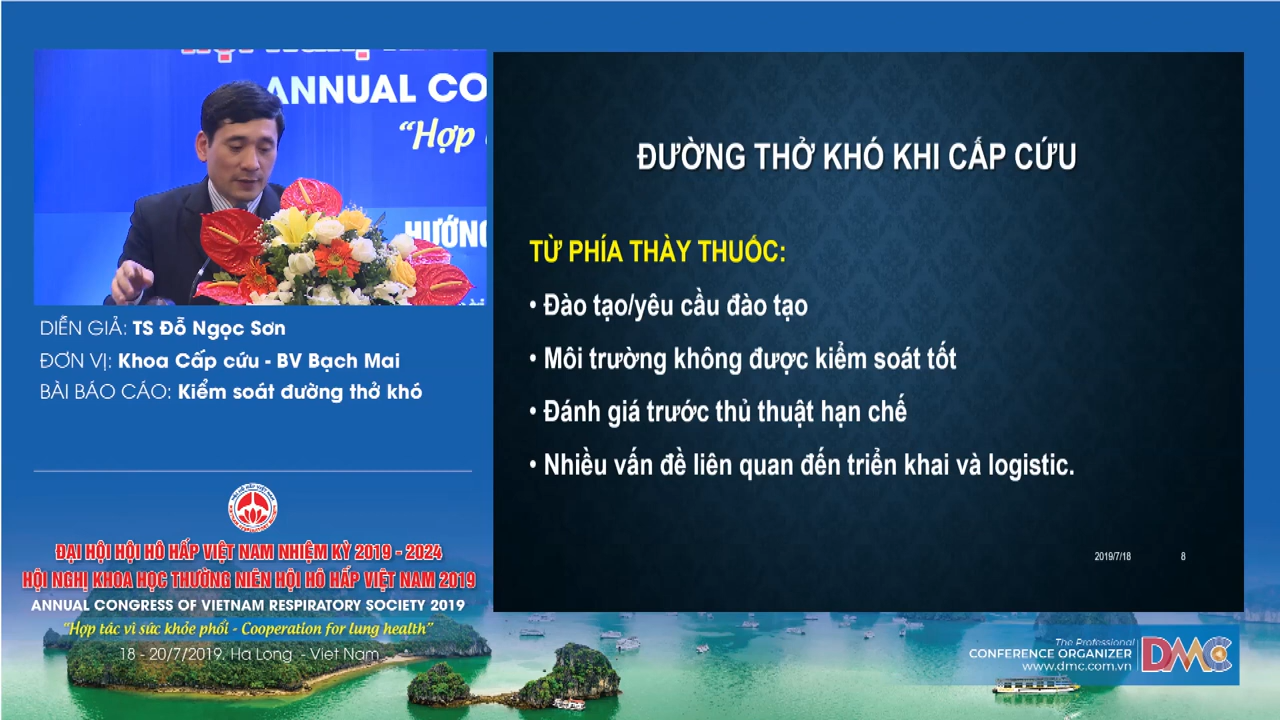 ANNUAL CO
“Hợp
HƯỚNG
DIỄN GIẢ: TS Đỗ Ngọc Sơn
ĐƠN VỊ: Khoa Cấp cứu - BV Bạch Mai
BÀI BÁO CÁO: Kiểm soát đường thở khó
ĐẠI HỘI HỘI HÔ HẤP VIỆT NAM NHIỆM KỲ 2019 - 2024
HỘI NGHỊ KHOA HỌC THƯỜNG NIÊN HỘI HÔ HẤP VIỆT NAM 2019
ANNUAL CONGRESS OF VIETNAM RESPIRATORY SOCIETY 2019
“Hợp tác vì sức khỏe phổi - Cooperation for lung health”
18 - 20/7/2019. Ha Long - Viet Nam
ĐƯỜNG THỞ KHÓ KHI CẤP CỨU
TỪ PHÍA THÀY THUỐC:
• Đào tạo/yêu cầu đào tạo
• Môi trường không được kiểm soát tốt
• Đánh giá trước thủ thuật hạn chế
• Nhiều vấn đề liên quan đến triển khai và logistic.
2019/7/18 8
The Professional
CONFERENCE ORGANIZER
www.dmc.com.vn
DMC